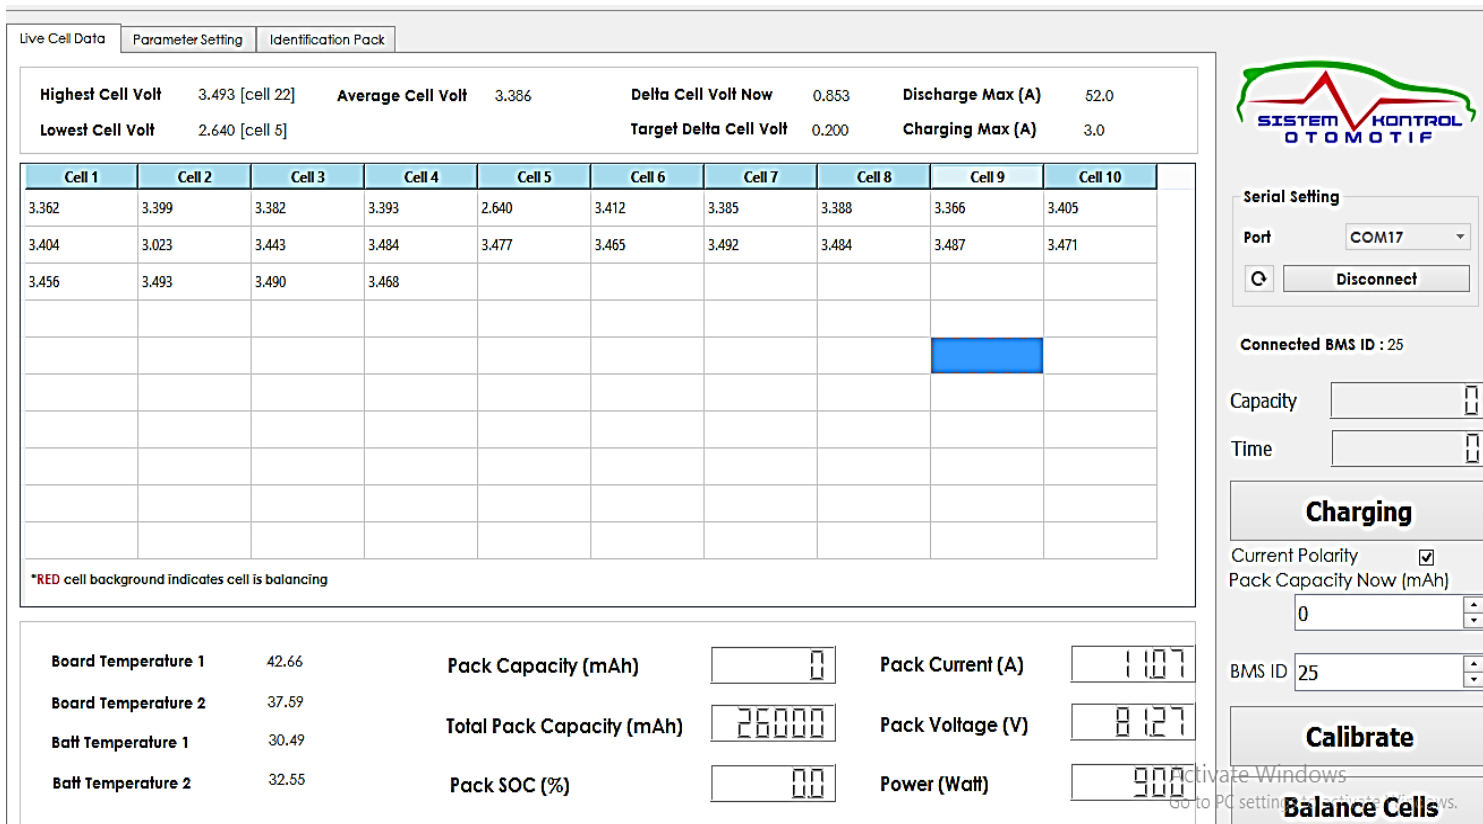 Live Cell Data Parameter Setting Identification Pack
Highest Cell Volt 3.493 [cell 22] Average Cell Volt 3.386 Delta Cell Volt Now 0.853 Discharge Max (A) 52.0
Lowest Cell Volt 2.640 [cell 5] Target Delta Cell Volt 0.200 Charging Max (A) 3.0
Cell 1 Cell 2 Cell 3 Cell 4 Cell 5 Cell 6 Cell 7 Cell 8 Cell 9 Cell 10
3.362 3.399 3.382 3.393 2.640 3.412 3.385 3.388 3.366 3.405
3.404 3.023 3.443 3.484 3.477 3.465 3.492 3.484 3.487 3.471
3.456 3.493 3.490 3.468
*RED cell background indicates cell is balancing
Board Temperature 1 42.66
Board Temperature 2 37.59
Batt Temperature 1 30.49
Batt Temperature 2 32.55
Pack Capacity (mAh) 0
Total Pack Capacity (mAh) 26000
Pack SOC (%) 0.0
Pack Current (A) 11.07
Pack Voltage (V) 81.27
Power (Watt) 900
SISTEM KONTROL
OTOMOTIF
Serial Setting
Port COM17
Disconnect
Connected BMS ID : 25
Capacity 0
Time 0
Charging
Current Polarity
Pack Capacity Now (mAh)
0
BMS ID 25
Calibrate
Activate Windows
Go to PC settings to activate Windows.
Balance Cells